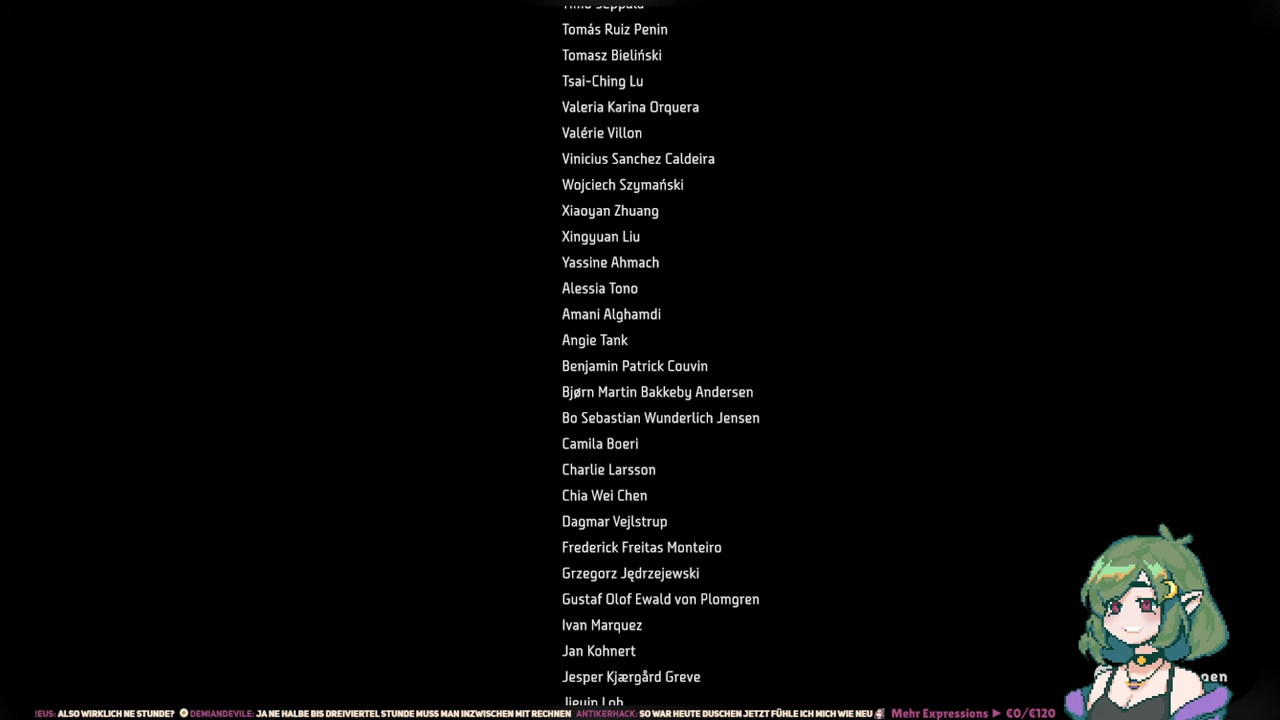 Timo Seppälä
Tomás Ruiz Penin
Tomasz Bieliński
Tsai-Ching Lu
Valeria Karina Orquera
Valérie Villon
Vinicius Sanchez Caldeira
Wojciech Szymański
Xiaoyan Zhuang
Xingyuan Liu
Yassine Ahmach
Alessia Tono
Amani Alghamdi
Angie Tank
Benjamin Patrick Couvin
Bjørn Martin Bakkeby Andersen
Bo Sebastian Wunderlich Jensen
Camila Boeri
Charlie Larsson
Chia Wei Chen
Dagmar Vejlstrup
Frederick Freitas Monteiro
Grzegorz Jędrzejewski
Gustaf Olof Ewald von Plomgren
Ivan Marquez
Jan Kohnert
Jesper Kjærgård Greve
EUS: ALSO WIRKLICH NE STUNDE? DEMIANDEVILE: JA NE HALBE BIS DREIVIERTEL STUNDE MUSS MAN INZWISCHEN MIT RECHNEN ANTIKERHACK: SO WAR HEUTE DUSCHEN JETZT FÜHLE ICH MICH WIE NEU Mehr Expressions ► €0/€120